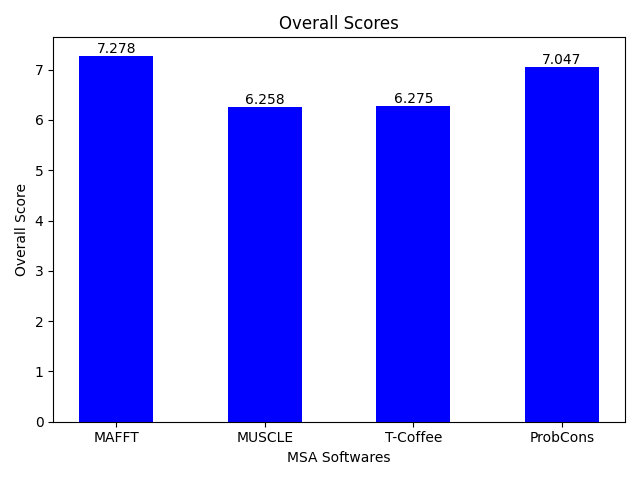 Overall Scores
7.278
6.258
6.275
7.047
Overall Score
7
6
5
4
3
2
1
0
MAFFT
MUSCLE
T-Coffee
ProbCons
MSA Softwares